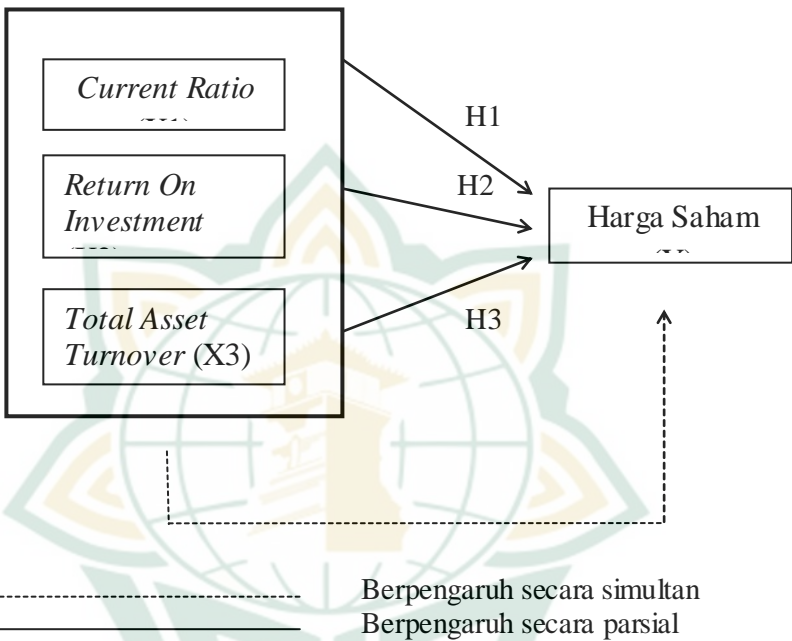 Current Ratio
H1
Return On
Investment
H2
Harga Saham
Total Asset
Turnover (X3)
H3
Berpengaruh secara simultan
Berpengaruh secara parsial